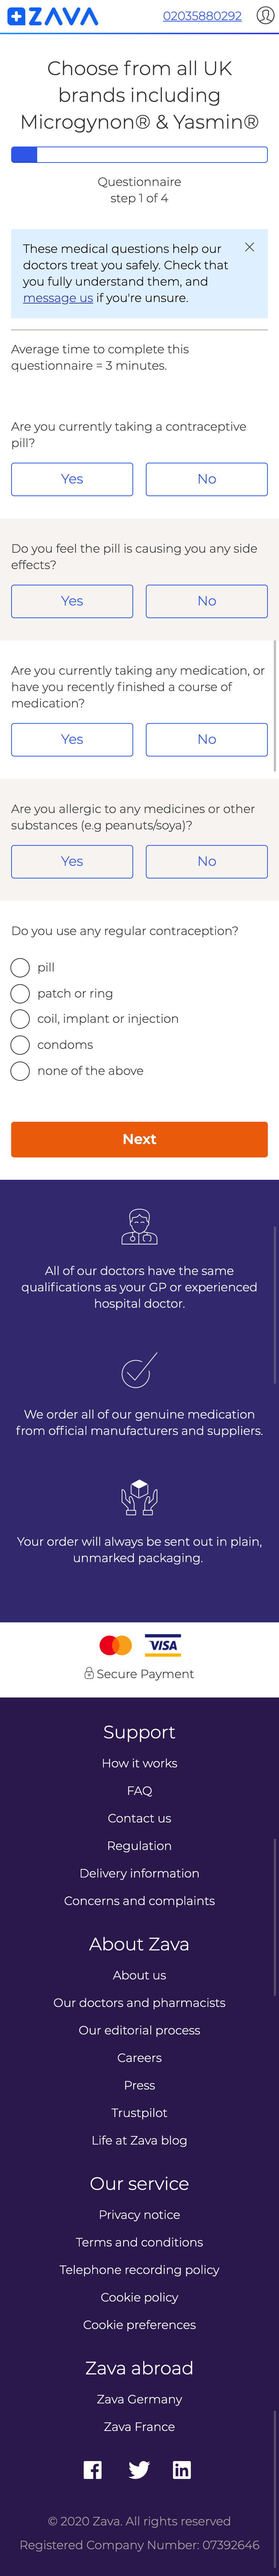 ZAVA
02035880292
Choose from all UK
brands including
Microgynon® & Yasmin®
Questionnaire
step 1 of 4
These medical questions help our
doctors treat you safely. Check that
you fully understand them, and
message us if you're unsure.
Average time to complete this
questionnaire = 3 minutes.
Are you currently taking a contraceptive
pill?
Yes
No
Do you feel the pill is causing you any side
effects?
Yes
No
Are you currently taking any medication, or
have you recently finished a course of
medication?
Yes
No
Are you allergic to any medicines or other
substances (e.g peanuts/soya)?
Yes
No
Do you use any regular contraception?
pill
patch or ring
coil, implant or injection
condoms
none of the above
Next
All of our doctors have the same
qualifications as your GP or experienced
hospital doctor.
We order all of our genuine medication
from official manufacturers and suppliers.
Your order will always be sent out in plain,
unmarked packaging.
VISA
Secure Payment
Support
How it works
FAQ
Contact us
Regulation
Delivery information
Concerns and complaints
About Zava
About us
Our doctors and pharmacists
Our editorial process
Careers
Press
Trustpilot
Life at Zava blog
Our service
Privacy notice
Terms and conditions
Telephone recording policy
Cookie policy
Cookie preferences
Zava abroad
Zava Germany
Zava France
© 2020 Zava. All rights reserved
Registered Company Number: 07392646